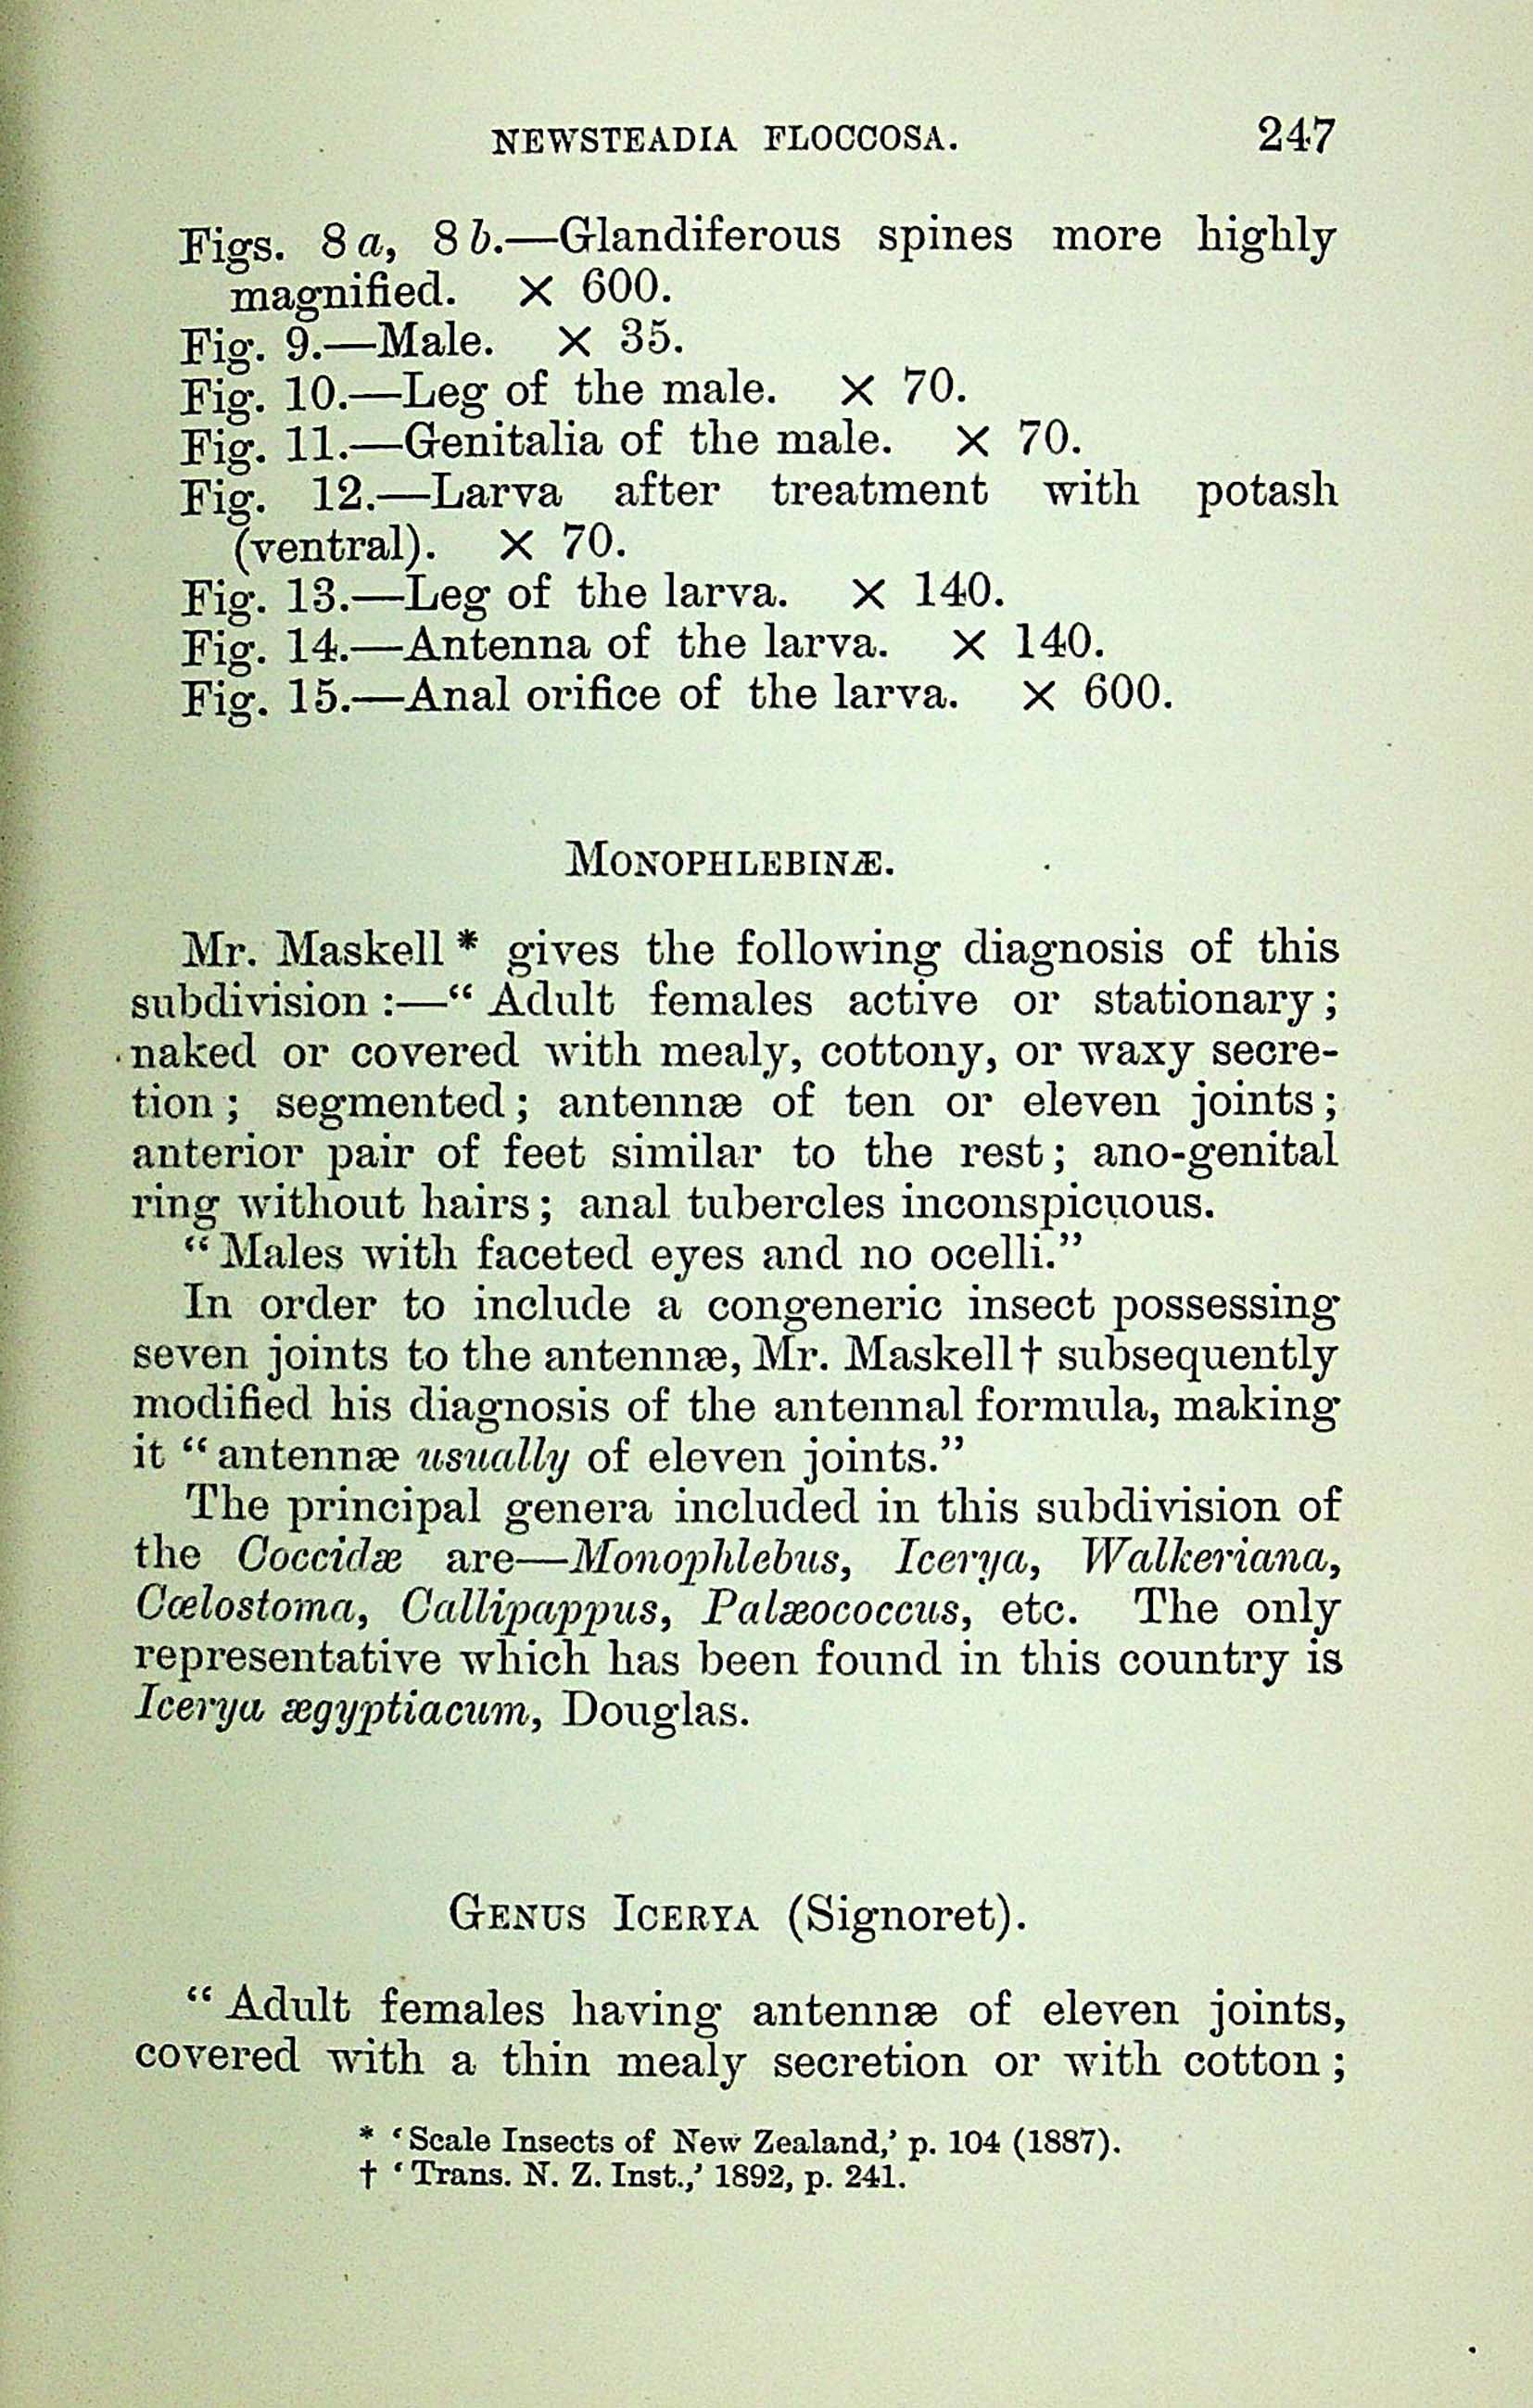 NEWSTEADIA FLOCCOSA. 247
Figs. 8 a, 8 b.—Glandiferous spines more highly
magnified. × 600.
Fig. 9.—Male. × 35.
Fig. 10.—Leg of the male. × 70.
Fig. 11.—Genitalia of the male. × 70.
Fig. 12.—Larva after treatment with potash
(ventral). × 70.
Fig. 13.—Leg of the larva. × 140.
Fig. 14.—Antenna of the larva. × 140.
Fig. 15.—Anal orifice of the larva. × 600.
MONOPHLEBINÆ.
Mr. Maskell * gives the following diagnosis of this
subdivision :—“ Adult females active or stationary ;
naked or covered with mealy, cottony, or waxy secre-
tion ; segmented ; antennæ of ten or eleven joints ;
anterior pair of feet similar to the rest ; ano-genital
ring without hairs ; anal tubercles inconspicuous.
“ Males with faceted eyes and no ocelli.”
In order to include a congeneric insect possessing
seven joints to the antennæ, Mr. Maskell † subsequently
modified his diagnosis of the antennal formula, making
it “ antennæ usually of eleven joints.”
The principal genera included in this subdivision of
the Coccidæ are—Monophlebus, Icerya, Walkeriana,
Cœlostoma, Callipappus, Palæococcus, etc. The only
representative which has been found in this country is
Icerya ægyptiacum, Douglas.
GENUS ICERYA (Signoret).
“ Adult females having antennæ of eleven joints,
covered with a thin mealy secretion or with cotton ;
* ‘ Scale Insects of New Zealand,’ p. 104 (1887).
† ‘ Trans. N. Z. Inst.,’ 1892, p. 241.